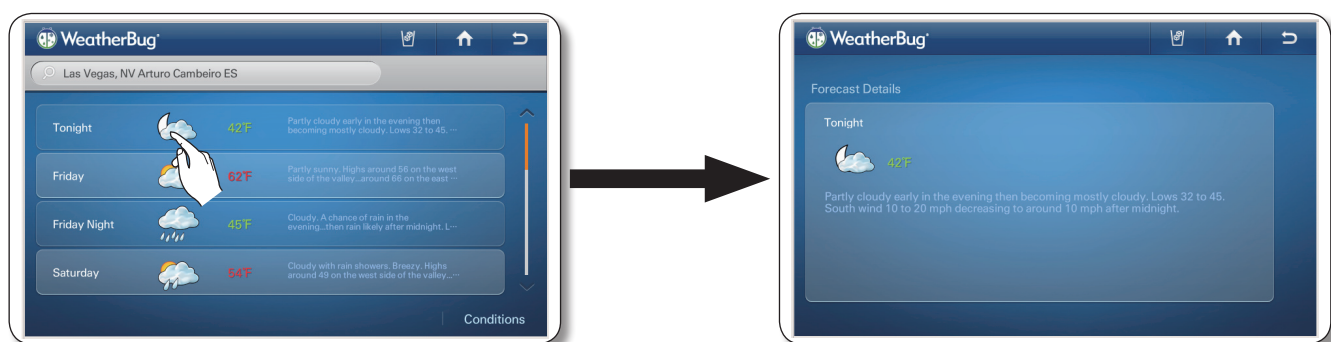 WeatherBug®
Las Vegas, NV Arturo Cambeiro ES
Tonight
42°F
Partly cloudy early in the evening then
becoming mostly cloudy. Lows 32 to 45. ...
Friday
62°F
Partly sunny. Highs around 56 on the west
side of the valley...around 66 on the east ...
Friday Night
45°F
Cloudy. A chance of rain in the
evening...then rain likely after midnight. L...
Saturday
54°F
Cloudy with rain showers. Breezy. Highs
around 49 on the west side of the valley......
Conditions
WeatherBug®
Forecast Details
Tonight
42°F
Partly cloudy early in the evening then becoming mostly cloudy. Lows 32 to 45.
South wind 10 to 20 mph decreasing to around 10 mph after midnight.